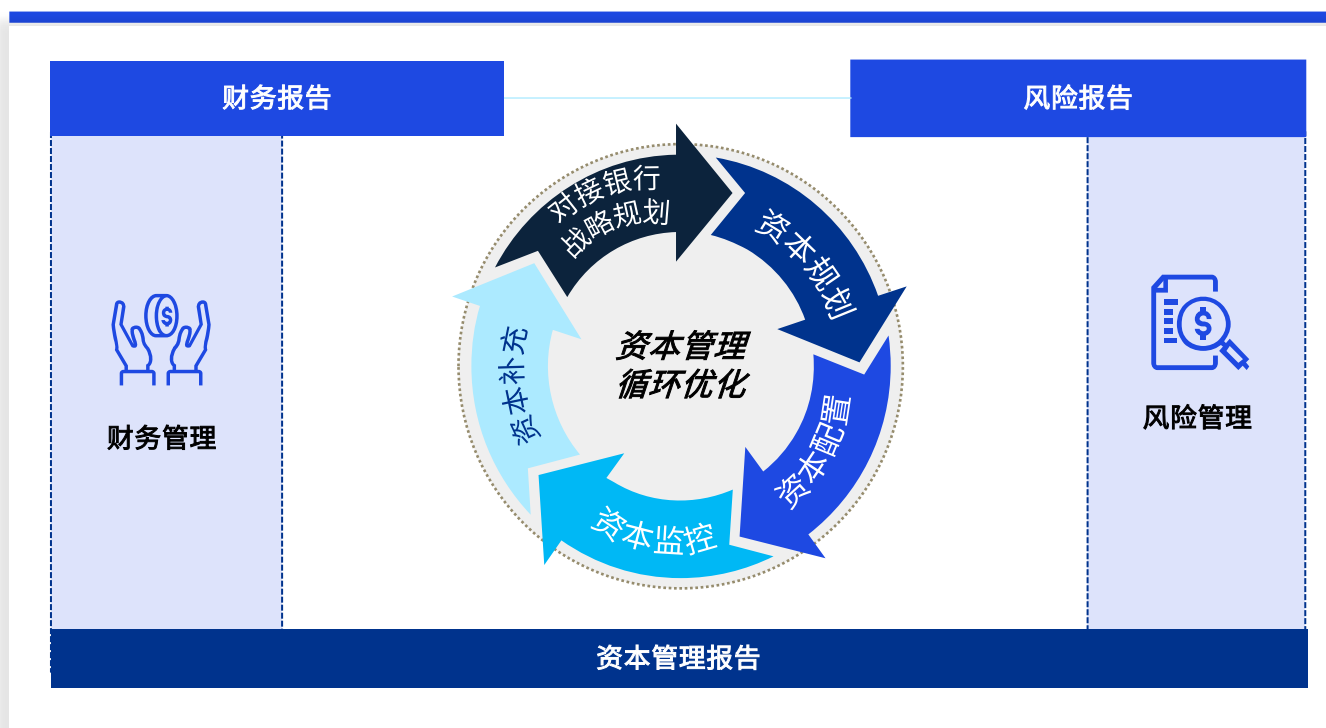 财务报告
风险报告
对接银行
战略规划
资本规划
资本配置
资本监控
资本补充
资本管理
循环优化
财务管理
风险管理
资本管理报告